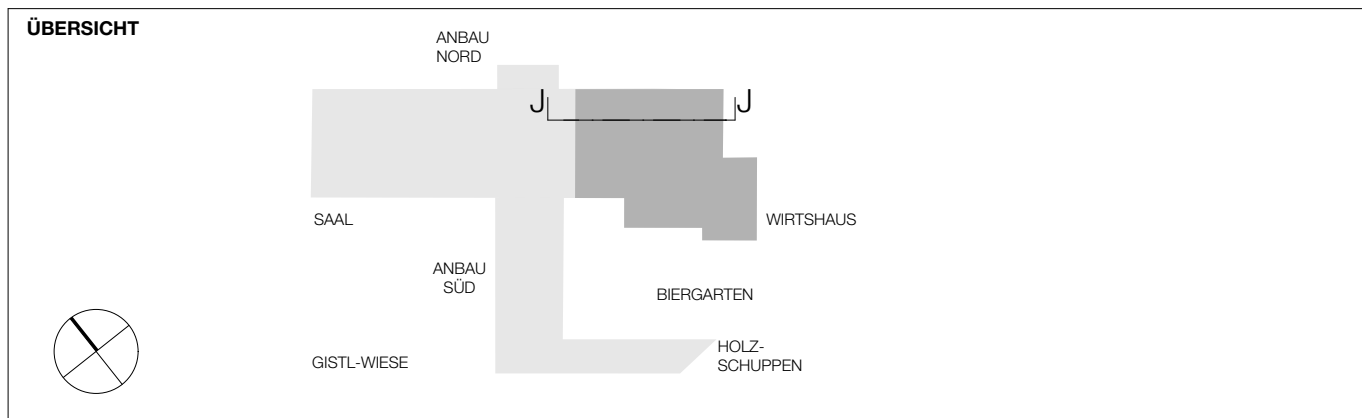 ÜBERSICHT
ANBAU
NORD
J J
SAAL
WIRTSHAUS
ANBAU
SÜD
BIERGARTEN
GISTL-WIESE
HOLZ-
SCHUPPEN